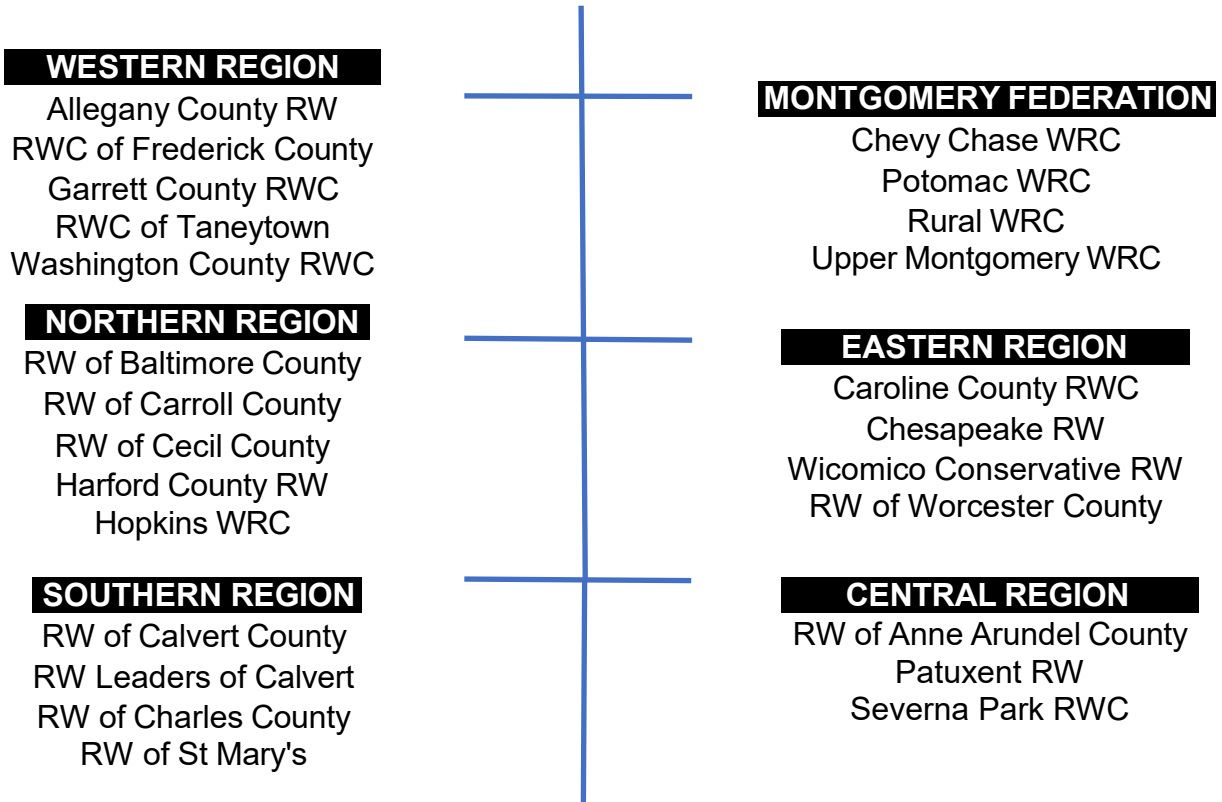 WESTERN REGION
Allegany County RW
RWC of Frederick County
Garrett County RWC
RWC of Taneytown
Washington County RWC
NORTHERN REGION
RW of Baltimore County
RW of Carroll County
RW of Cecil County
Harford County RW
Hopkins WRC
SOUTHERN REGION
RW of Calvert County
RW Leaders of Calvert
RW of Charles County
RW of St Mary's
MONTGOMERY FEDERATION
Chevy Chase WRC
Potomac WRC
Rural WRC
Upper Montgomery WRC
EASTERN REGION
Caroline County RWC
Chesapeake RW
Wicomico Conservative RW
RW of Worcester County
CENTRAL REGION
RW of Anne Arundel County
Patuxent RW
Severna Park RWC